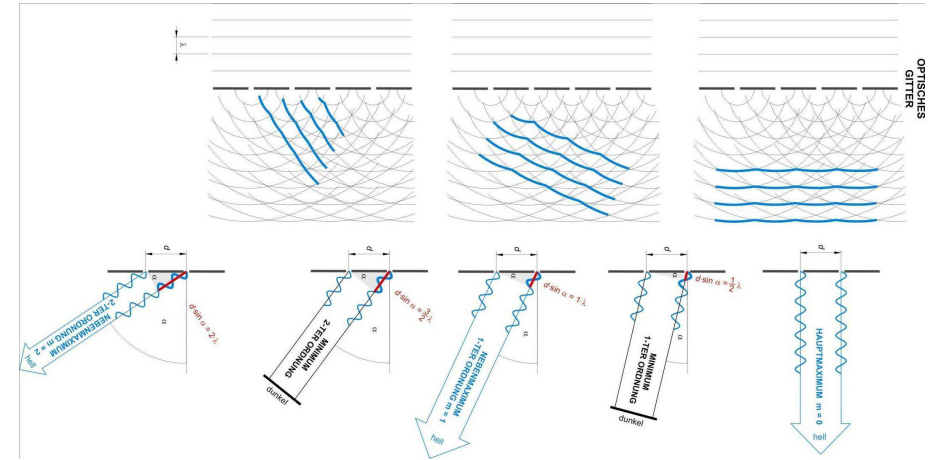 OPTISCHES
GITTER
λ
d
HAUPTMAXIMUM m = 0
hell
d
α
d·sin α = 1/2 λ
MINIMUM
1-TER ORDNUNG
dunkel
d
α
α
d·sin α = 1·λ
NEBENMAXIMUM
1-TER ORDNUNG m = 1
hell
d
α
α
d·sin α = 3/2 λ
MINIMUM
2-TER ORDNUNG
dunkel
d
α
α
d·sin α = 2·λ
NEBENMAXIMUM
2-TER ORDNUNG m = 2
hell